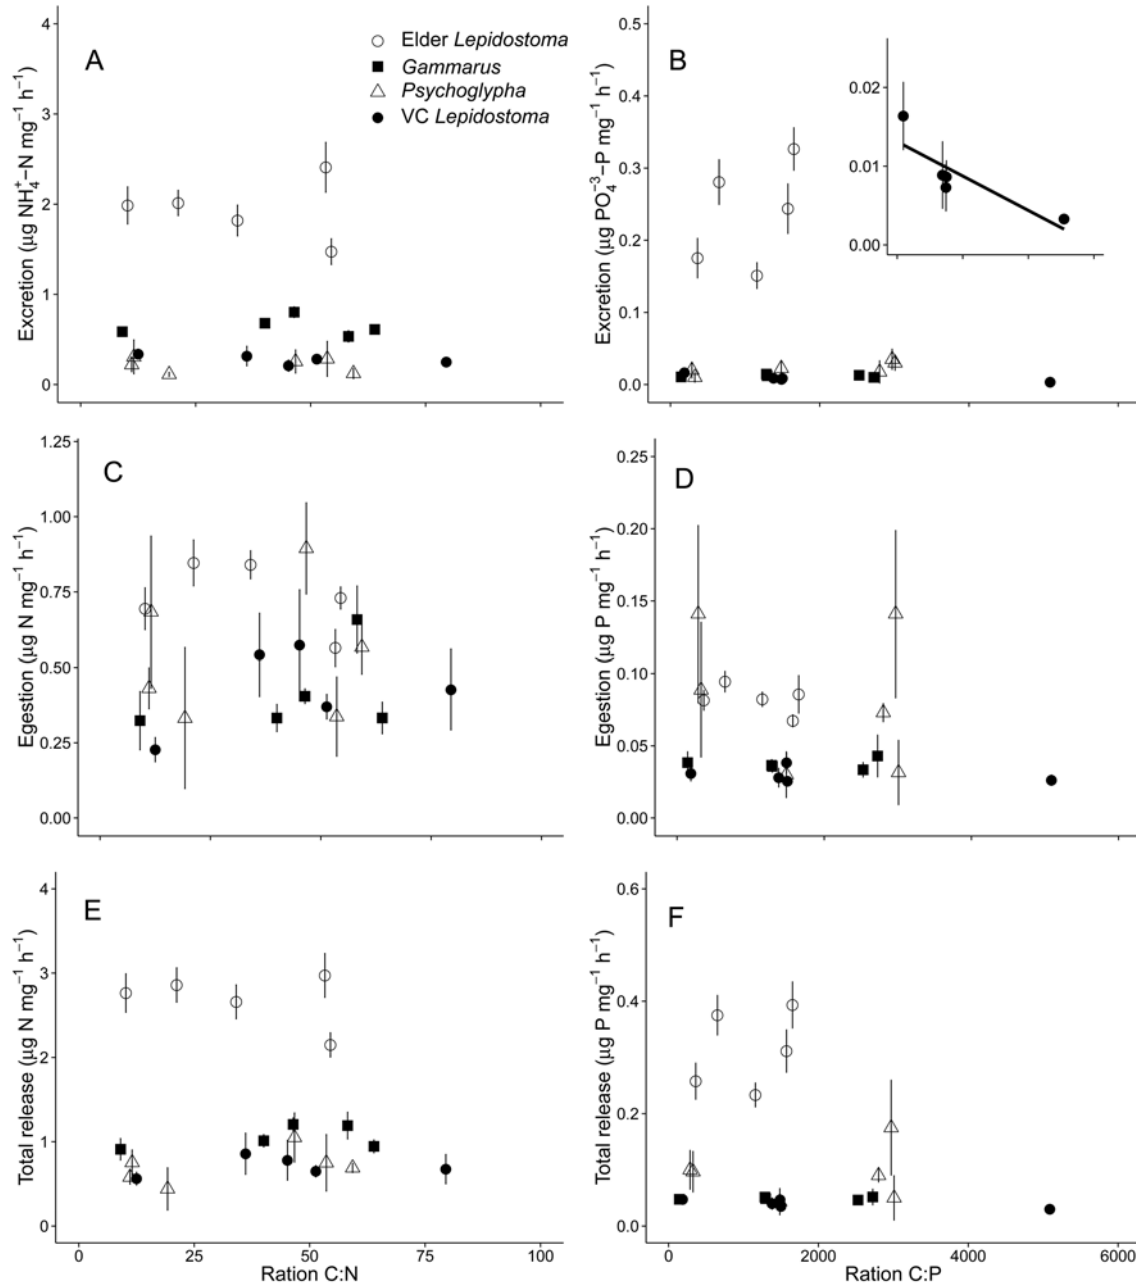 A
Elder Lepidostoma
Gammarus
Psychoglypha
VC Lepidostoma
Excretion (µg NH₄⁺−N mg⁻¹ h⁻¹)
4
3
2
1
0
B
Excretion (µg PO₄⁻³−P mg⁻¹ h⁻¹)
0.5
0.4
0.3
0.2
0.1
0.0
0.02
0.01
0.00
C
Egestion (µg N mg⁻¹ h⁻¹)
1.25
1.00
0.75
0.50
0.25
0.00
D
Egestion (µg P mg⁻¹ h⁻¹)
0.25
0.20
0.15
0.10
0.05
0.00
E
Total release (µg N mg⁻¹ h⁻¹)
4
3
2
1
0
0 25 50 75 100
Ration C:N
F
Total release (µg P mg⁻¹ h⁻¹)
0.6
0.4
0.2
0.0
0 2000 4000 6000
Ration C:P